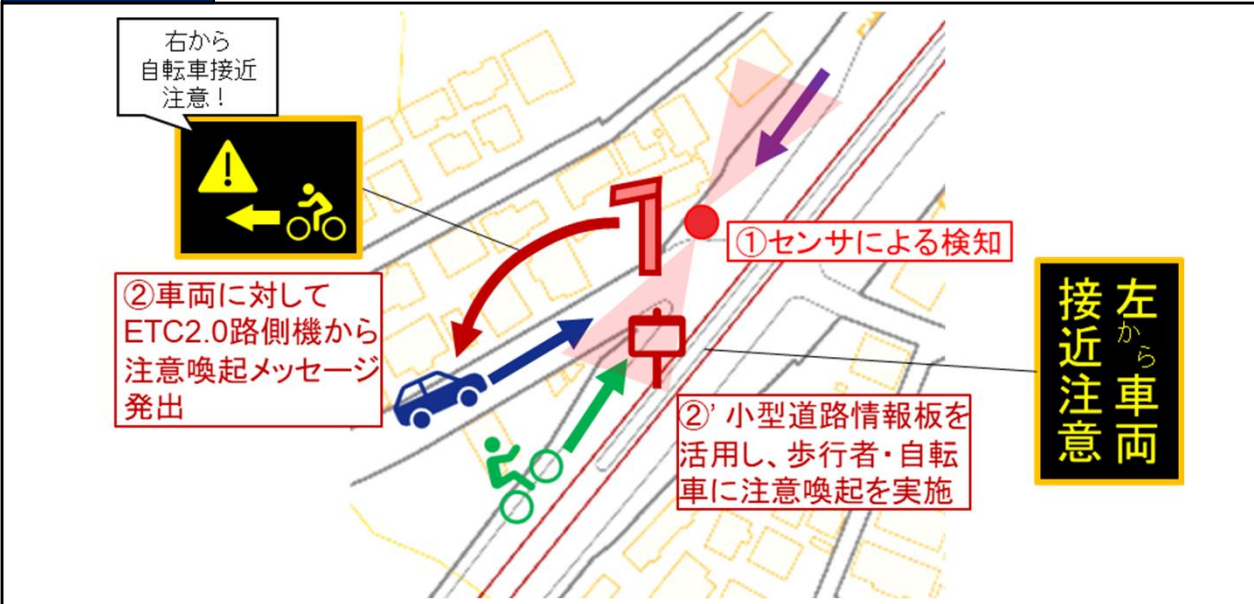 右から
自転車接近
注意！
①センサによる検知
②車両に対して
ETC2.0路側機から
注意喚起メッセージ
発出
左から車両
接近注意
②’小型道路情報板を
活用し、歩行者・自転
車に注意喚起を実施